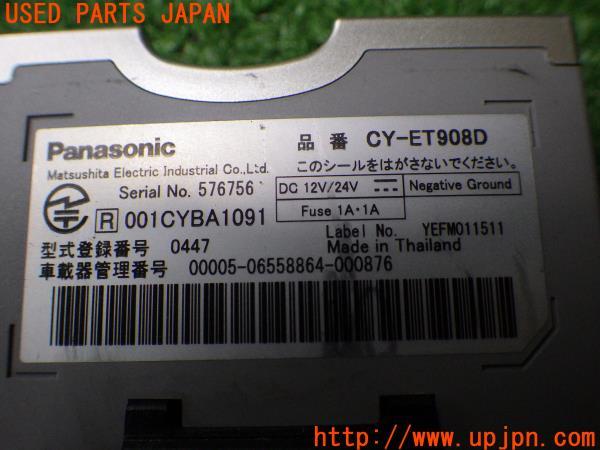 USED PARTS JAPAN
Panasonic
品 番 CY-ET908D
Matsushita Electric Industrial Co.,Ltd.
このシールをはがさないでください。
Serial No. 576756
DC 12V/24V
Negative Ground
Fuse 1A・1A
R 001CYBA1091
Label No. YEFM011511
型式登録番号 0447
Made in Thailand
車載器管理番号 00005-06558864-000876
UPJ
http://www.upjpn.com